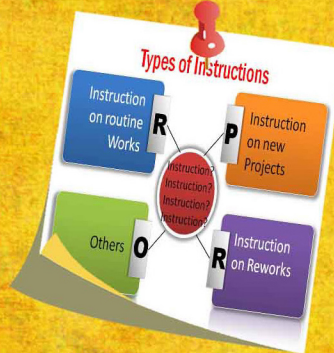 Types of Instructions
Instruction
on routine
Works
R
P
Instruction
on new
Projects
Instruction?
Instruction?
Instruction?
Instruction?
Others
O
R
Instruction
on Reworks